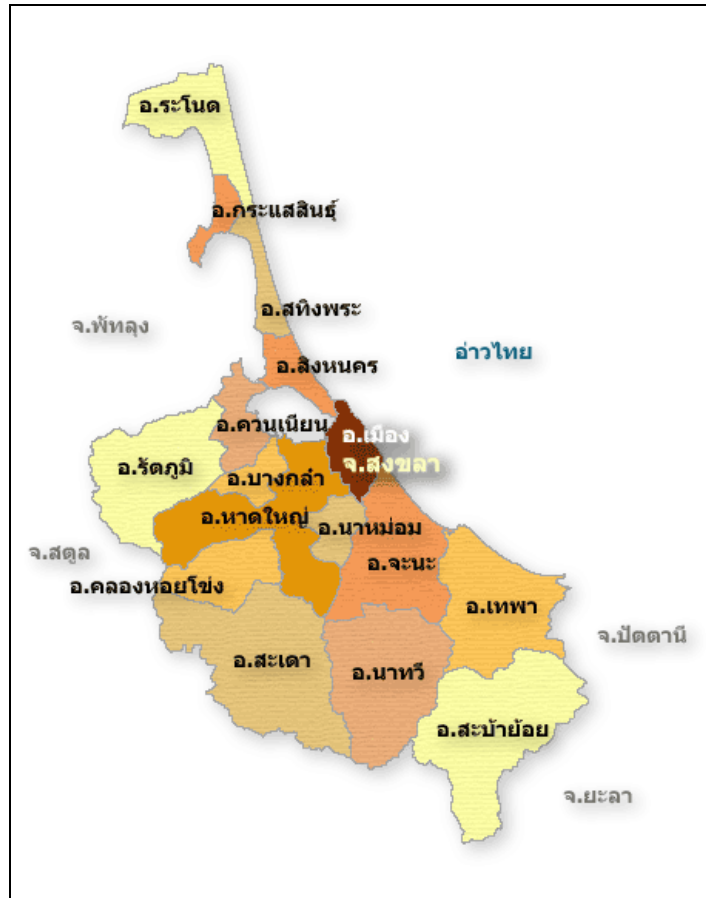 อ.ระโนด
อ.กระแสสินธุ์
อ.สทิงพระ
จ.พัทลุง
อ่าวไทย
อ.สิงหนคร
อ.ควนเนียน
อ.เมือง
จ.สงขลา
อ.รัตภูมิ
อ.บางกล่ำ
อ.หาดใหญ่
อ.นาหม่อม
จ.สตูล
อ.จะนะ
อ.คลองหอยโข่ง
อ.เทพา
จ.ปัตตานี
อ.สะเดา
อ.นาทวี
อ.สะบ้าย้อย
จ.ยะลา